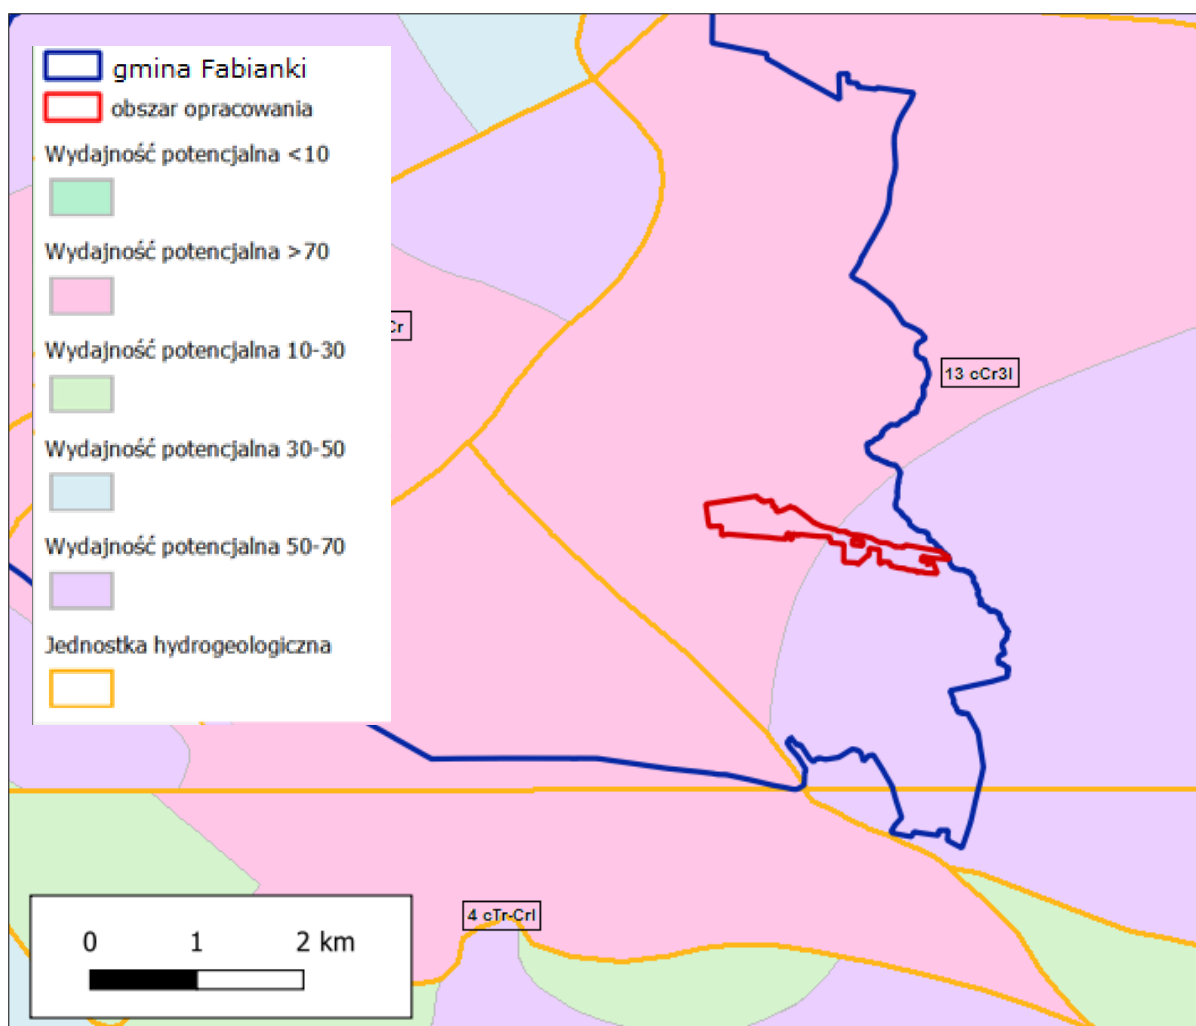 gmina Fabianki
obszar opracowania
Wydajność potencjalna <10
Wydajność potencjalna >70
Wydajność potencjalna 10-30
Wydajność potencjalna 30-50
Wydajność potencjalna 50-70
Jednostka hydrogeologiczna
Cr
13 cCr3I
4 cTr-CrI
0 1 2 km